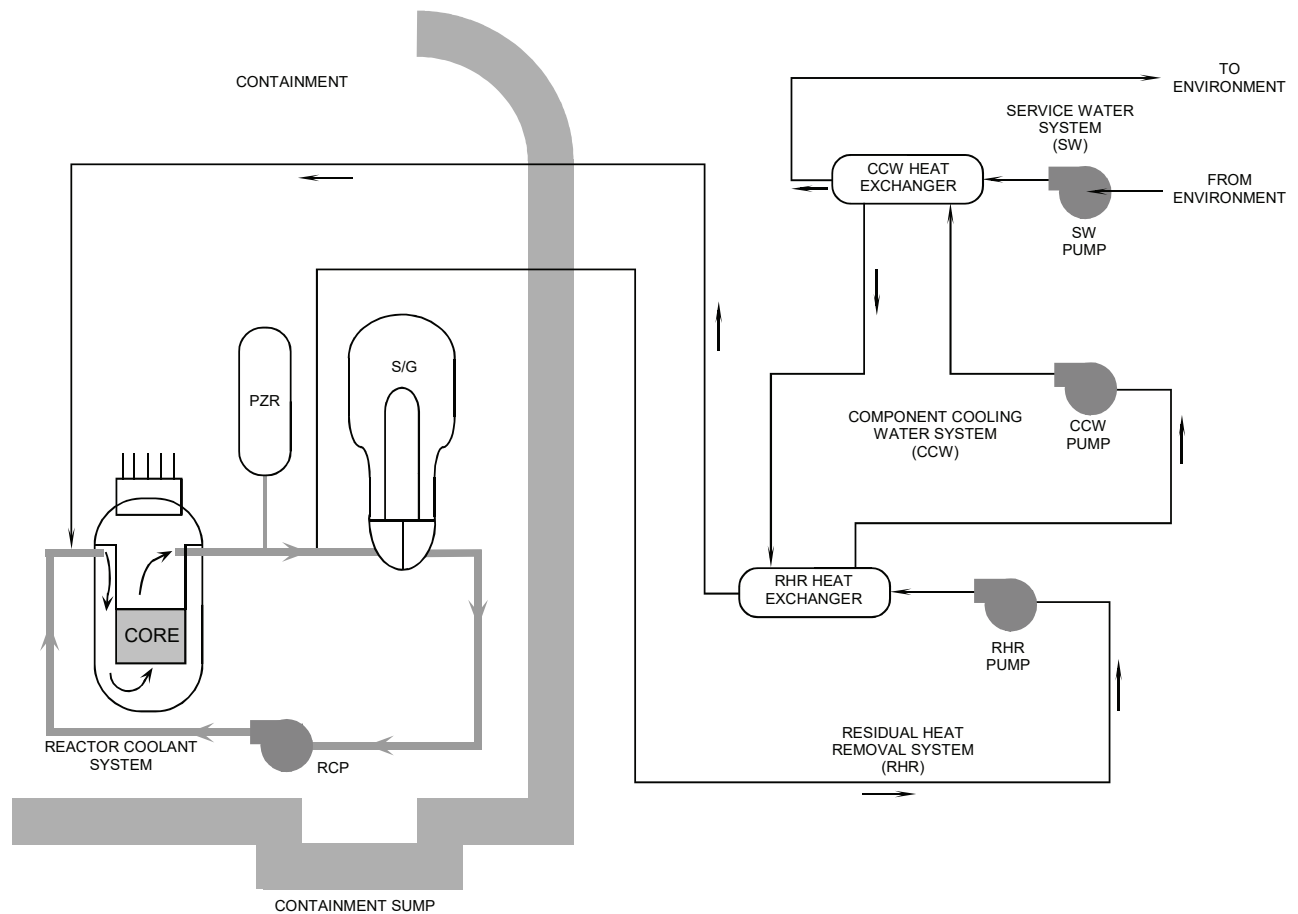 CONTAINMENT
TO
ENVIRONMENT
SERVICE WATER
SYSTEM
(SW)
CCW HEAT
EXCHANGER
FROM
ENVIRONMENT
SW
PUMP
S/G
PZR
COMPONENT COOLING
WATER SYSTEM
(CCW)
CCW
PUMP
RHR HEAT
EXCHANGER
CORE
RHR
PUMP
REACTOR COOLANT
SYSTEM
RCP
RESIDUAL HEAT
REMOVAL SYSTEM
(RHR)
CONTAINMENT SUMP